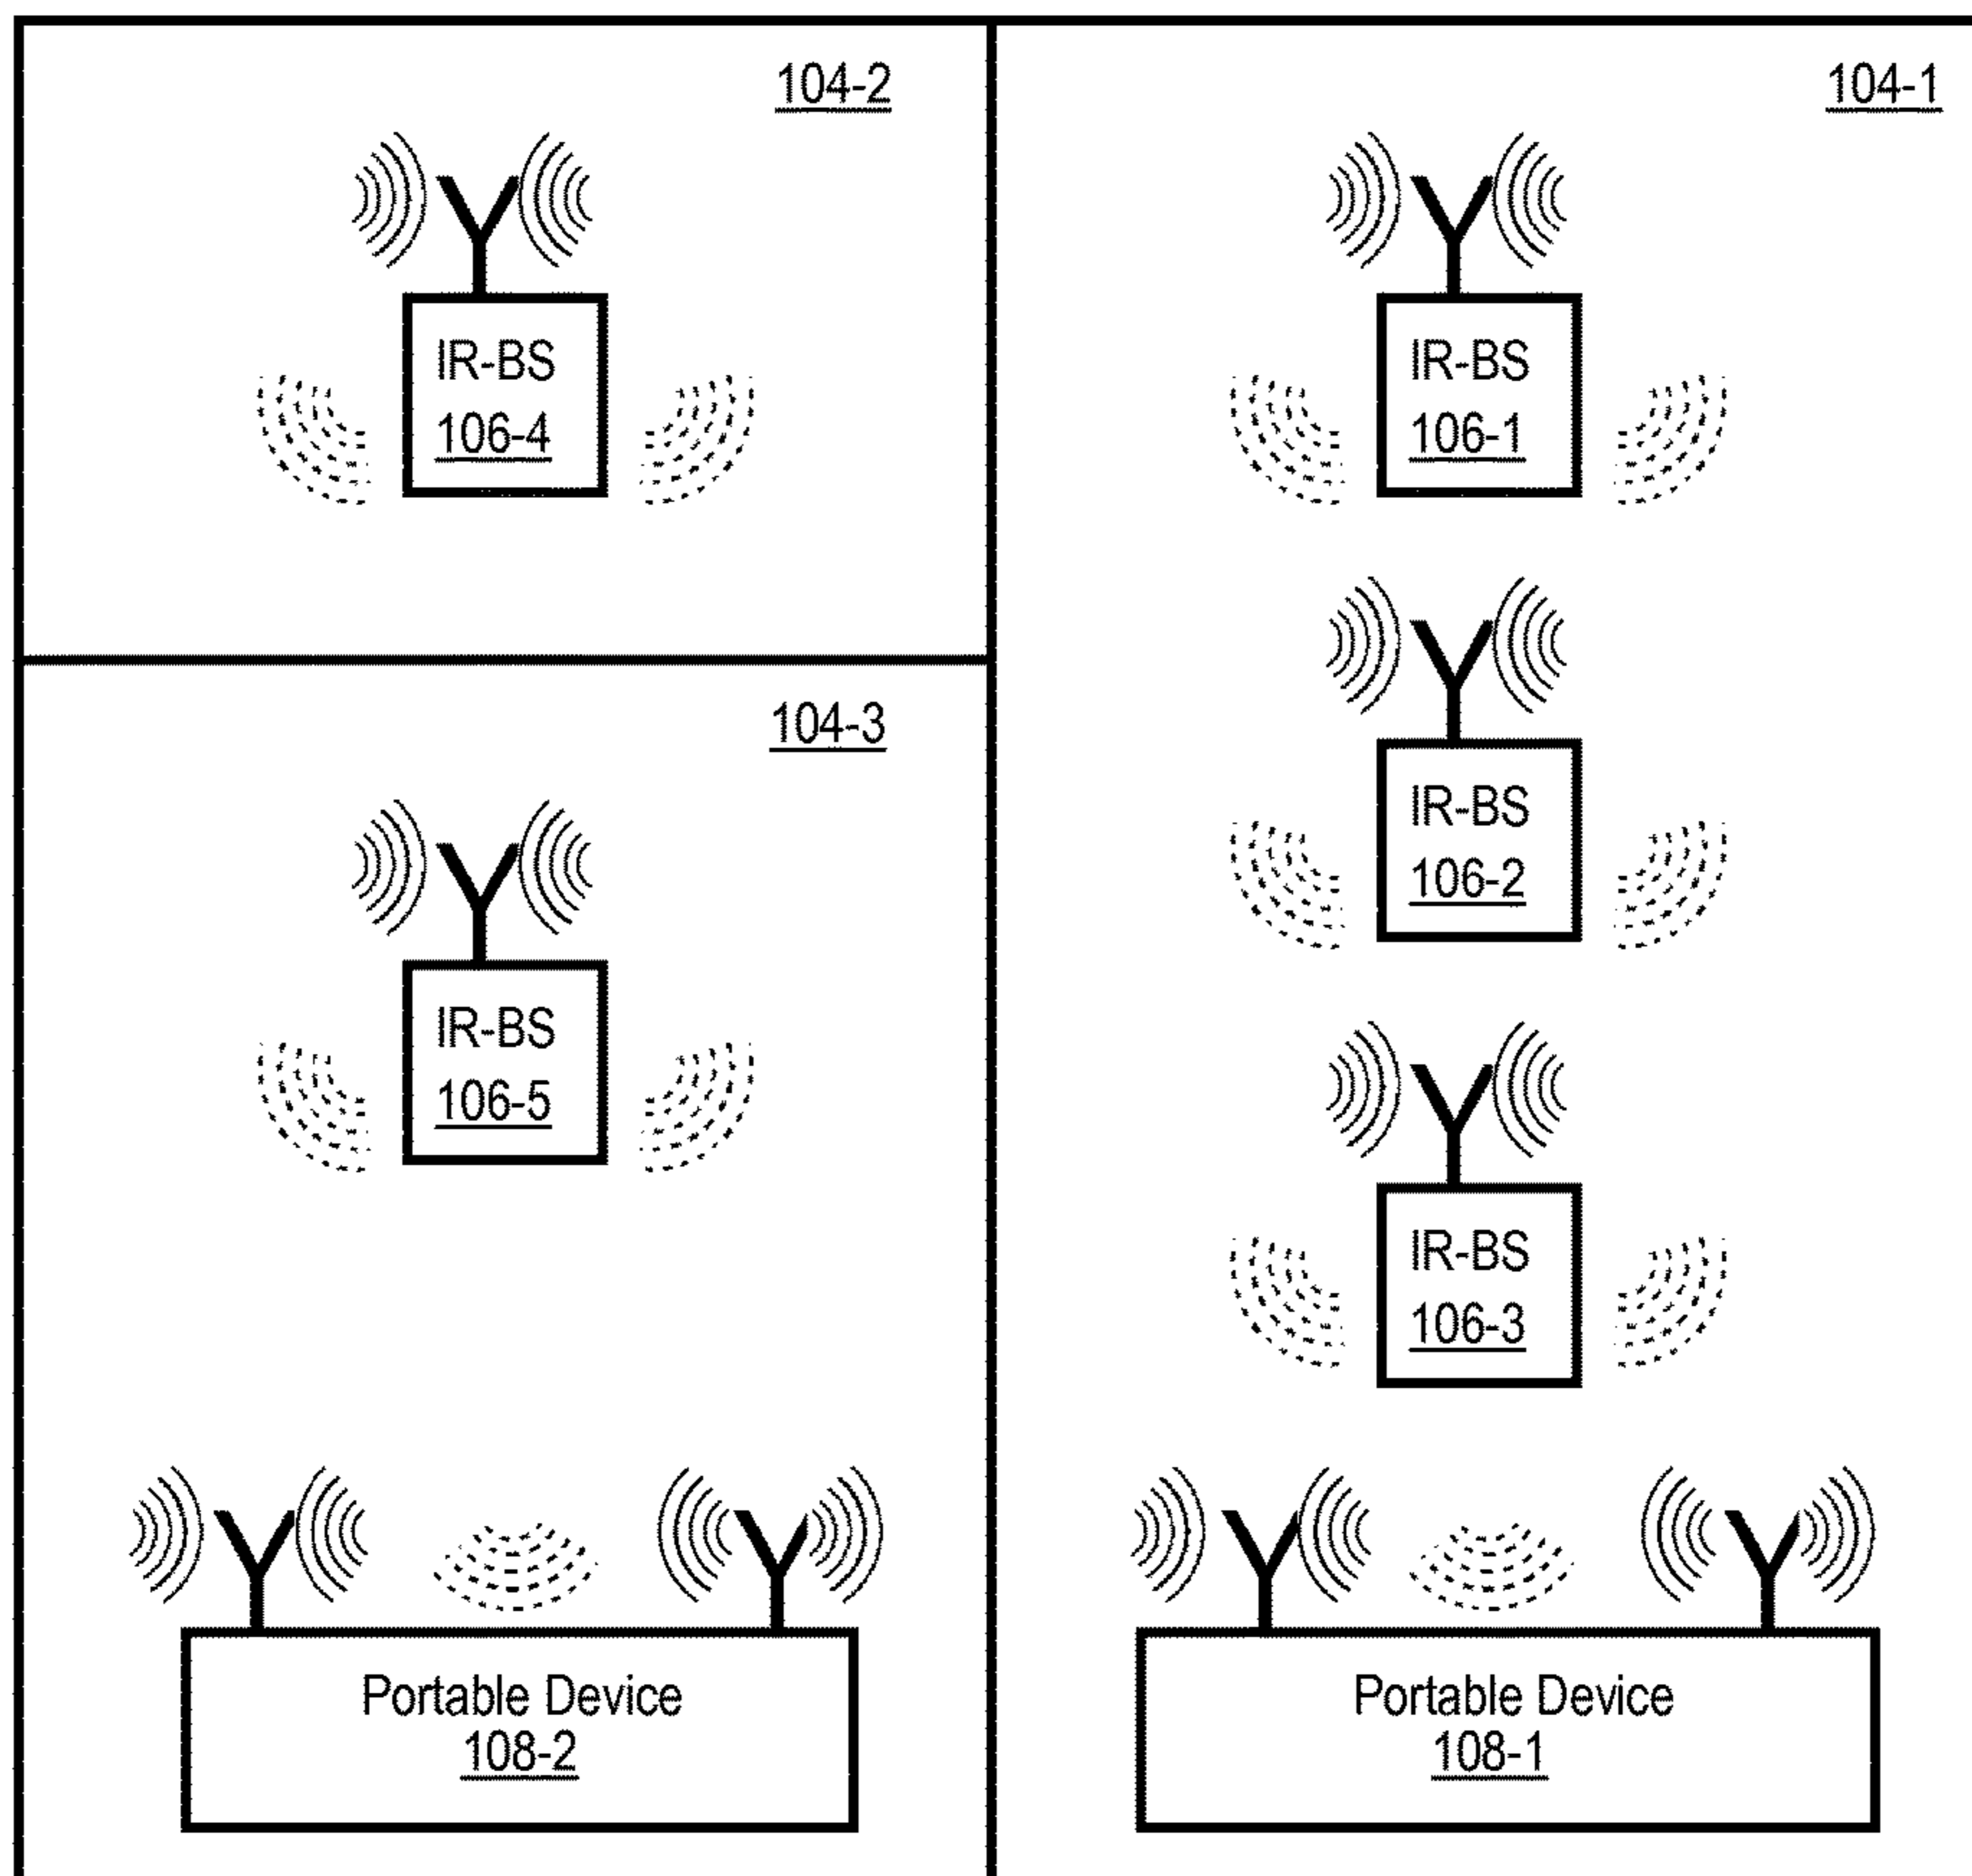 104-2
IR-BS
106-4
104-3
IR-BS
106-5
Portable Device
108-2
104-1
IR-BS
106-1
IR-BS
106-2
IR-BS
106-3
Portable Device
108-1